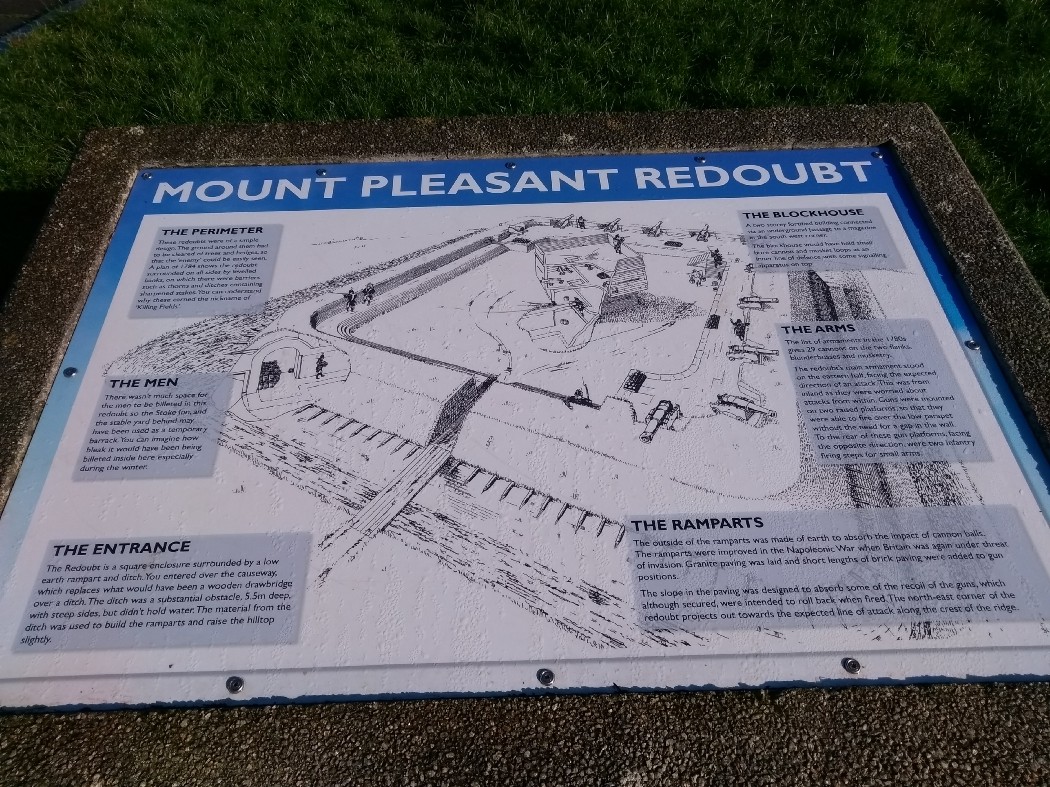 MOUNT PLEASANT REDOUBT
THE PERIMETER
These redoubts were of a simple
design. The ground around them had
to be cleared of trees and hedges, so
that the 'enemy' could be easily seen.
A plan of 1784 shows the redoubt
surrounded on all sides by levelled
banks, on which there were barriers
such as thorns and ditches containing
sharpened stakes. You can understand
why these earned the nickname of
'Killing Fields'.
THE MEN
There wasn't much space for
the men to be billeted in this
redoubt so the Stoke Inn, and
the stable yard behind may
have been used as a temporary
barrack. You can imagine how
bleak it would have been being
billeted inside here especially
during the winter.
THE ENTRANCE
The Redoubt is a square enclosure surrounded by a low
earth rampart and ditch. You entered over the causeway,
which replaces what would have been a wooden drawbridge
over a ditch. The ditch was a substantial obstacle, 5.5m deep,
with steep sides, but didn't hold water. The material from the
ditch was used to build the ramparts and raise the hilltop
slightly.
THE BLOCKHOUSE
A two storey fortified building connected
via an underground passage to a magazine
in the south west corner.
The blockhouse would have held small
bore cannon and musket loops as an
inner line of defence with some signalling
apparatus on top.
THE ARMS
The list of armaments in the 1780s
gives 29 cannons on the two flanks,
blunderbusses and musketry.
The redoubt's main armament stood
on the eastern half, facing the expected
direction of an attack. This was from
inland as they were worried about
attacks from within. Guns were mounted
on two raised platforms, so that they
were able to fire over the low parapet
without the need for a gap in the wall.
To the rear of these gun platforms, facing
the opposite direction, were two infantry
firing steps for small arms.
THE RAMPARTS
The outside of the ramparts was made of earth to absorb the impact of cannon balls.
The ramparts were improved in the Napoleonic War when Britain was again under threat
of invasion. Granite paving was laid and short lengths of brick paving were added to gun
positions.
The slope in the paving was designed to absorb some of the recoil of the guns, which
although secured, were intended to roll back when fired. The north-east corner of the
redoubt projects out towards the expected line of attack along the crest of the ridge.